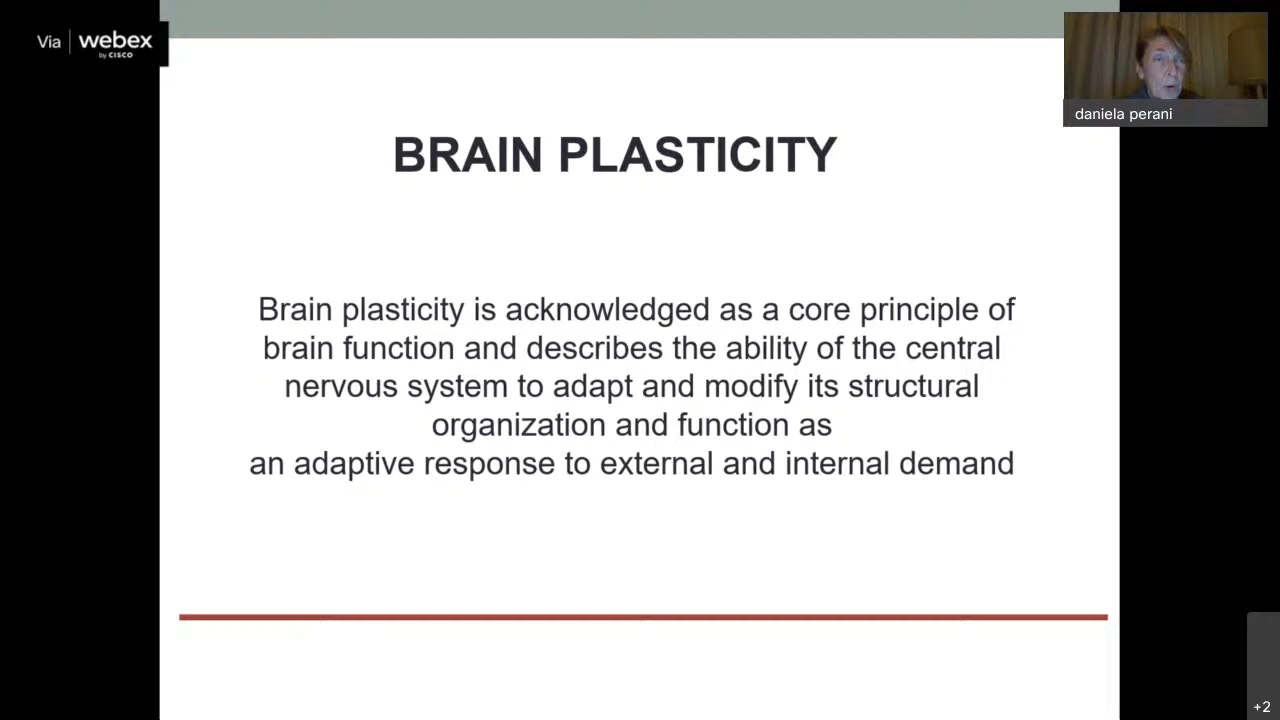 Via webex
by CISCO
daniela perani
BRAIN PLASTICITY
Brain plasticity is acknowledged as a core principle of
brain function and describes the ability of the central
nervous system to adapt and modify its structural
organization and function as
an adaptive response to external and internal demand
+2